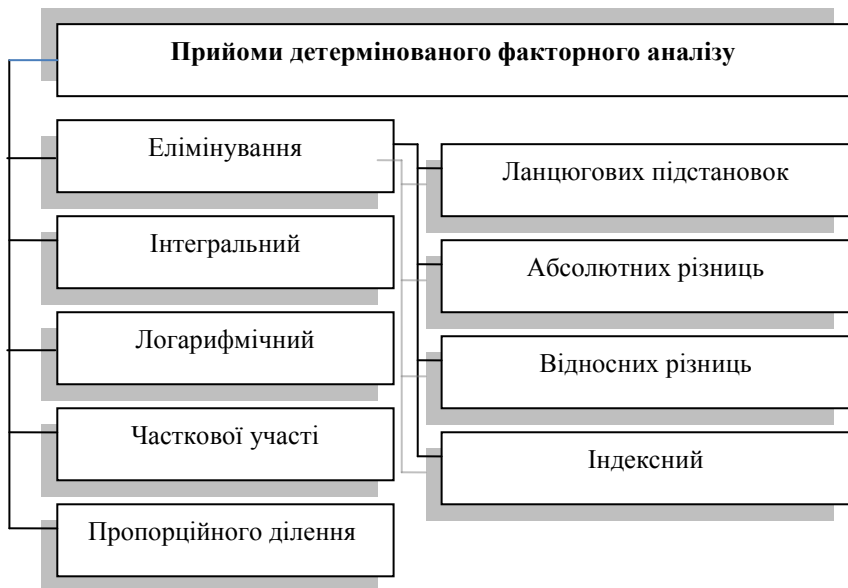 Прийоми детермінованого факторного аналізу
Елімінування
Інтегральний
Логарифмічний
Часткової участі
Пропорційного ділення
Ланцюгових підстановок
Абсолютних різниць
Відносних різниць
Індексний